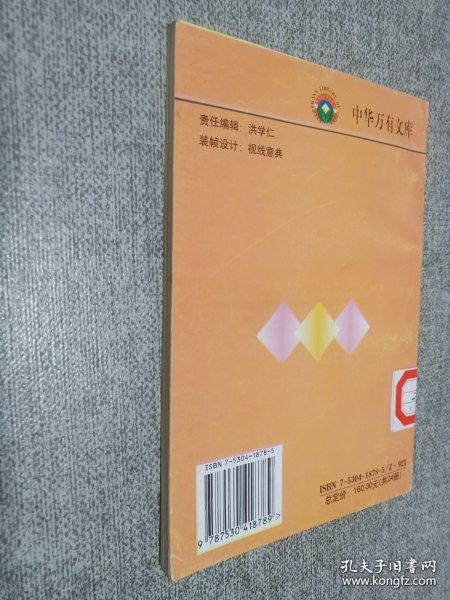 中华万有文库
责任编辑：洪学仁
装帧设计：视线意典
ISBN 7-5304-1878-5
9 787530 418789 >
ISBN 7-5304-1878-5/Z·921
总定价：160.00元(共24册)
孔夫子旧书网
www.kongfz.com